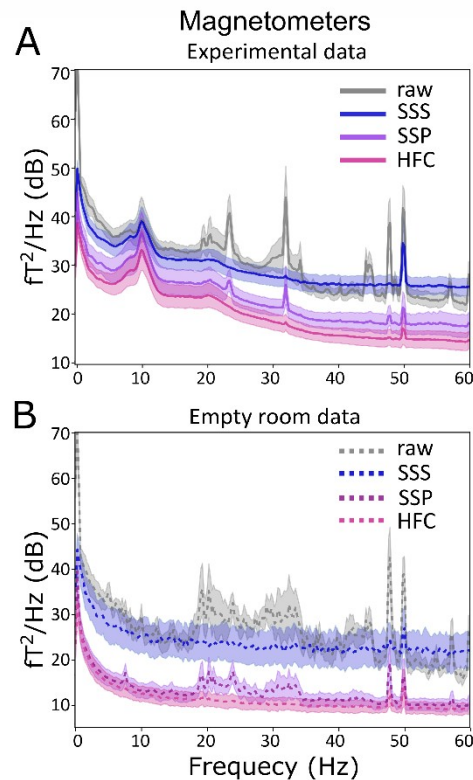 Magnetometers
A
Experimental data
fT²/Hz (dB)
70
60
50
40
30
20
10
raw
SSS
SSP
HFC
0 10 20 30 40 50 60
B
Empty room data
fT²/Hz (dB)
70
60
50
40
30
20
10
raw
SSS
SSP
HFC
0 10 20 30 40 50 60
Frequecy (Hz)